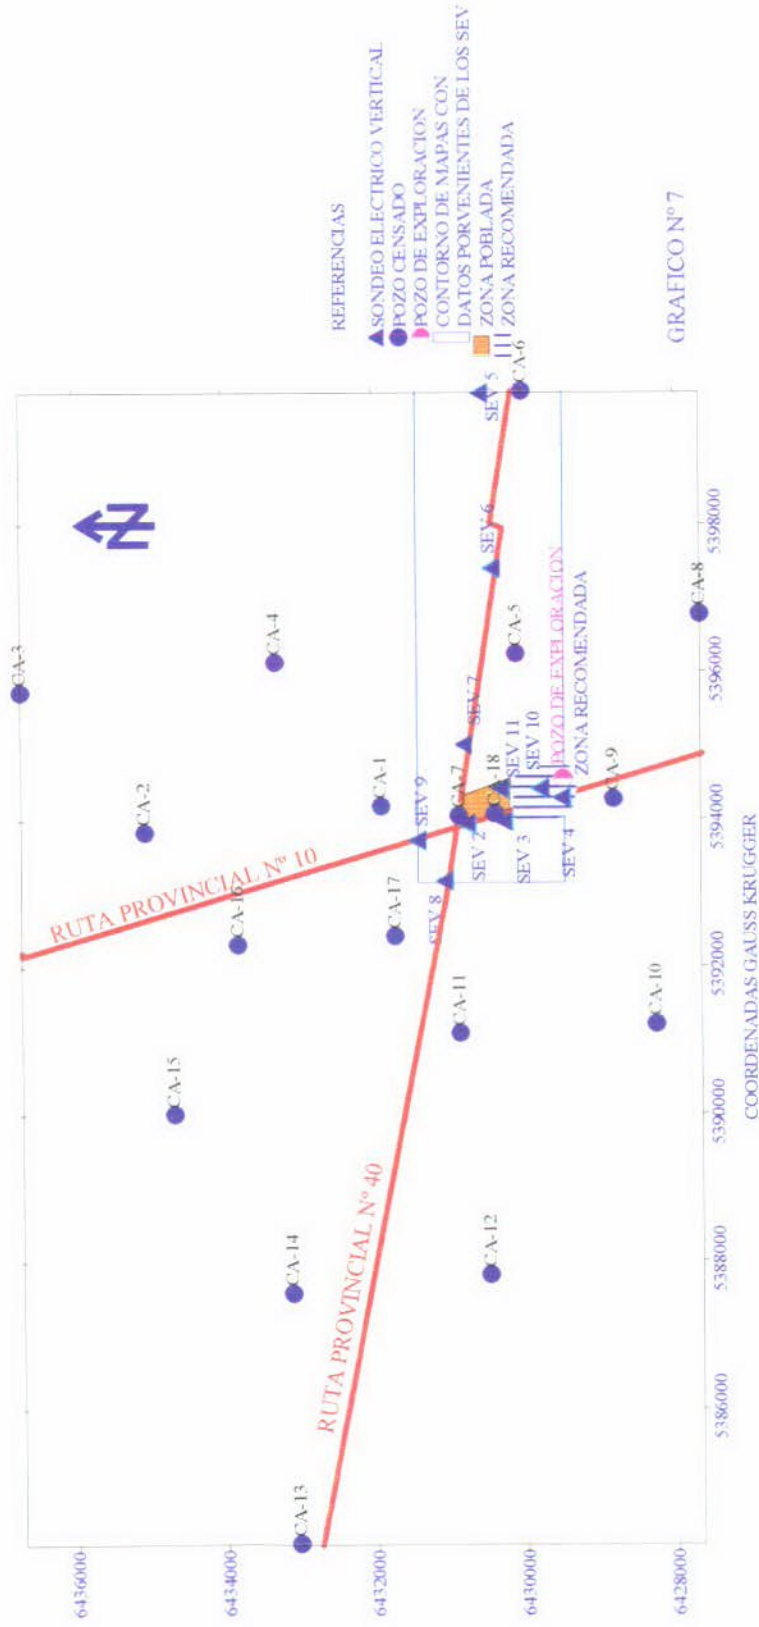 CA-3
CA-2
CA-4
RUTA PROVINCIAL Nº 10
CA-16
CA-15
CA-1
CA-17
SEV 9
CA-14
CA-13
RUTA PROVINCIAL Nº 40
SEV 8
CA-11
CA-7
SEV 7
SEV 6
SEV 5
CA-6
CA-18
SEV 2
SEV 11
CA-5
CA-12
SEV 3
SEV 10
POZO DE EXPLORACION
SEV 4
ZONA RECOMENDADA
CA-9
CA-10
CA-8
6436000
6434000
6432000
6430000
6428000
5386000
5388000
5390000
5392000
5394000
5396000
5398000
COORDENADAS GAUSS KRUGGER
REFERENCIAS
SONDEO ELECTRICO VERTICAL
POZO CENSADO
POZO DE EXPLORACION
CONTORNO DE MAPAS CON
DATOS PORVENIENTES DE LOS SEV
ZONA POBLADA
ZONA RECOMENDADA
GRAFICO Nº 7
N